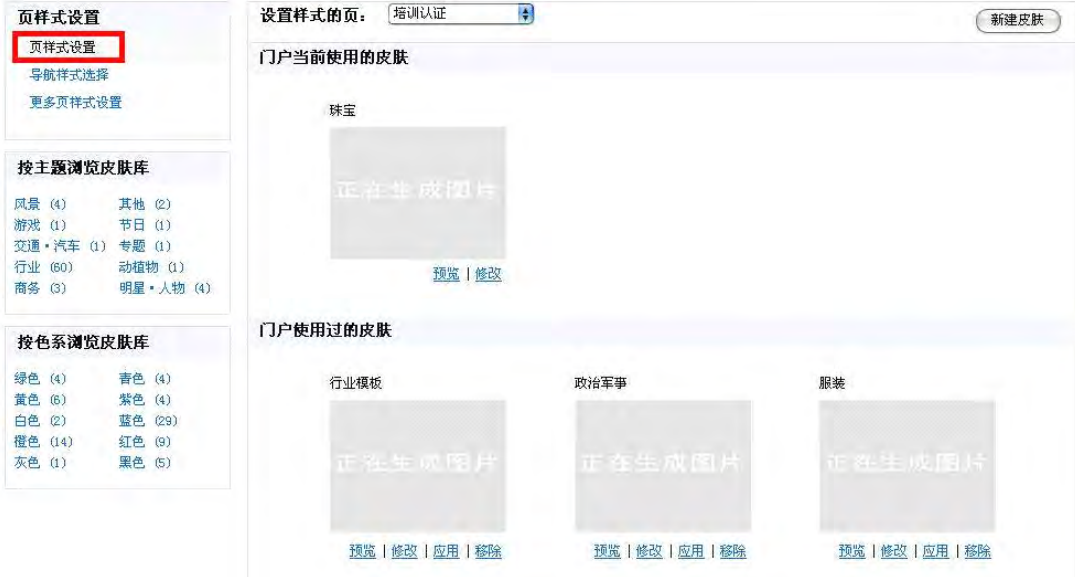 页样式设置
页样式设置
导航样式选择
更多页样式设置
按主题浏览皮肤库
风景 (4) 其他 (2)
游戏 (1) 节日 (1)
交通·汽车 (1) 专题 (1)
行业 (60) 动植物 (1)
商务 (3) 明星·人物 (4)
按色系浏览皮肤库
绿色 (4) 青色 (4)
黄色 (6) 紫色 (4)
白色 (2) 蓝色 (29)
橙色 (14) 红色 (9)
灰色 (1) 黑色 (5)
设置样式的页： 培训认证 新建皮肤
门户当前使用的皮肤
珠宝
正在生成图片
预览 | 修改
门户使用过的皮肤
行业模板 政治军事 服装
正在生成图片 正在生成图片 正在生成图片
预览 | 修改 | 应用 | 移除 预览 | 修改 | 应用 | 移除 预览 | 修改 | 应用 | 移除